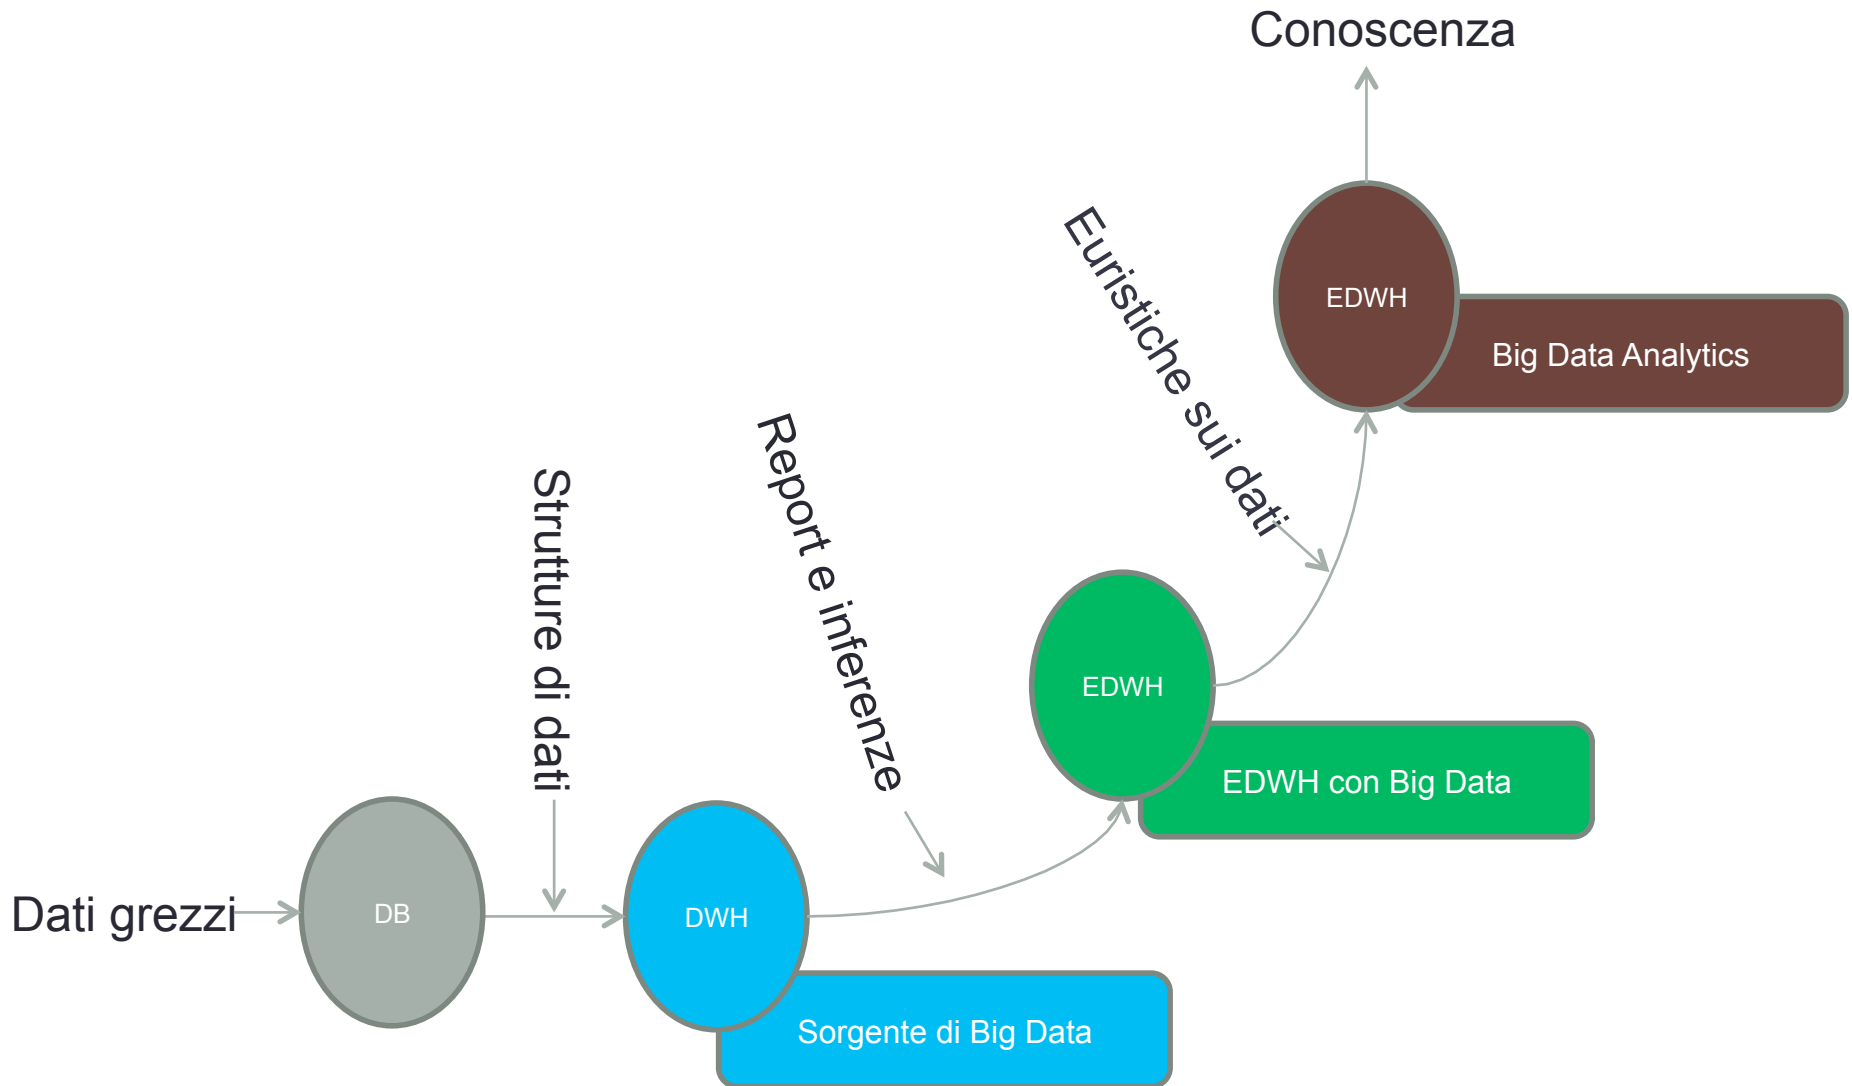 Conoscenza
EDWH
Big Data Analytics
Euristiche sui dati
Report e inferenze
Strutture di dati
EDWH
EDWH con Big Data
Dati grezzi
DB
DWH
Sorgente di Big Data